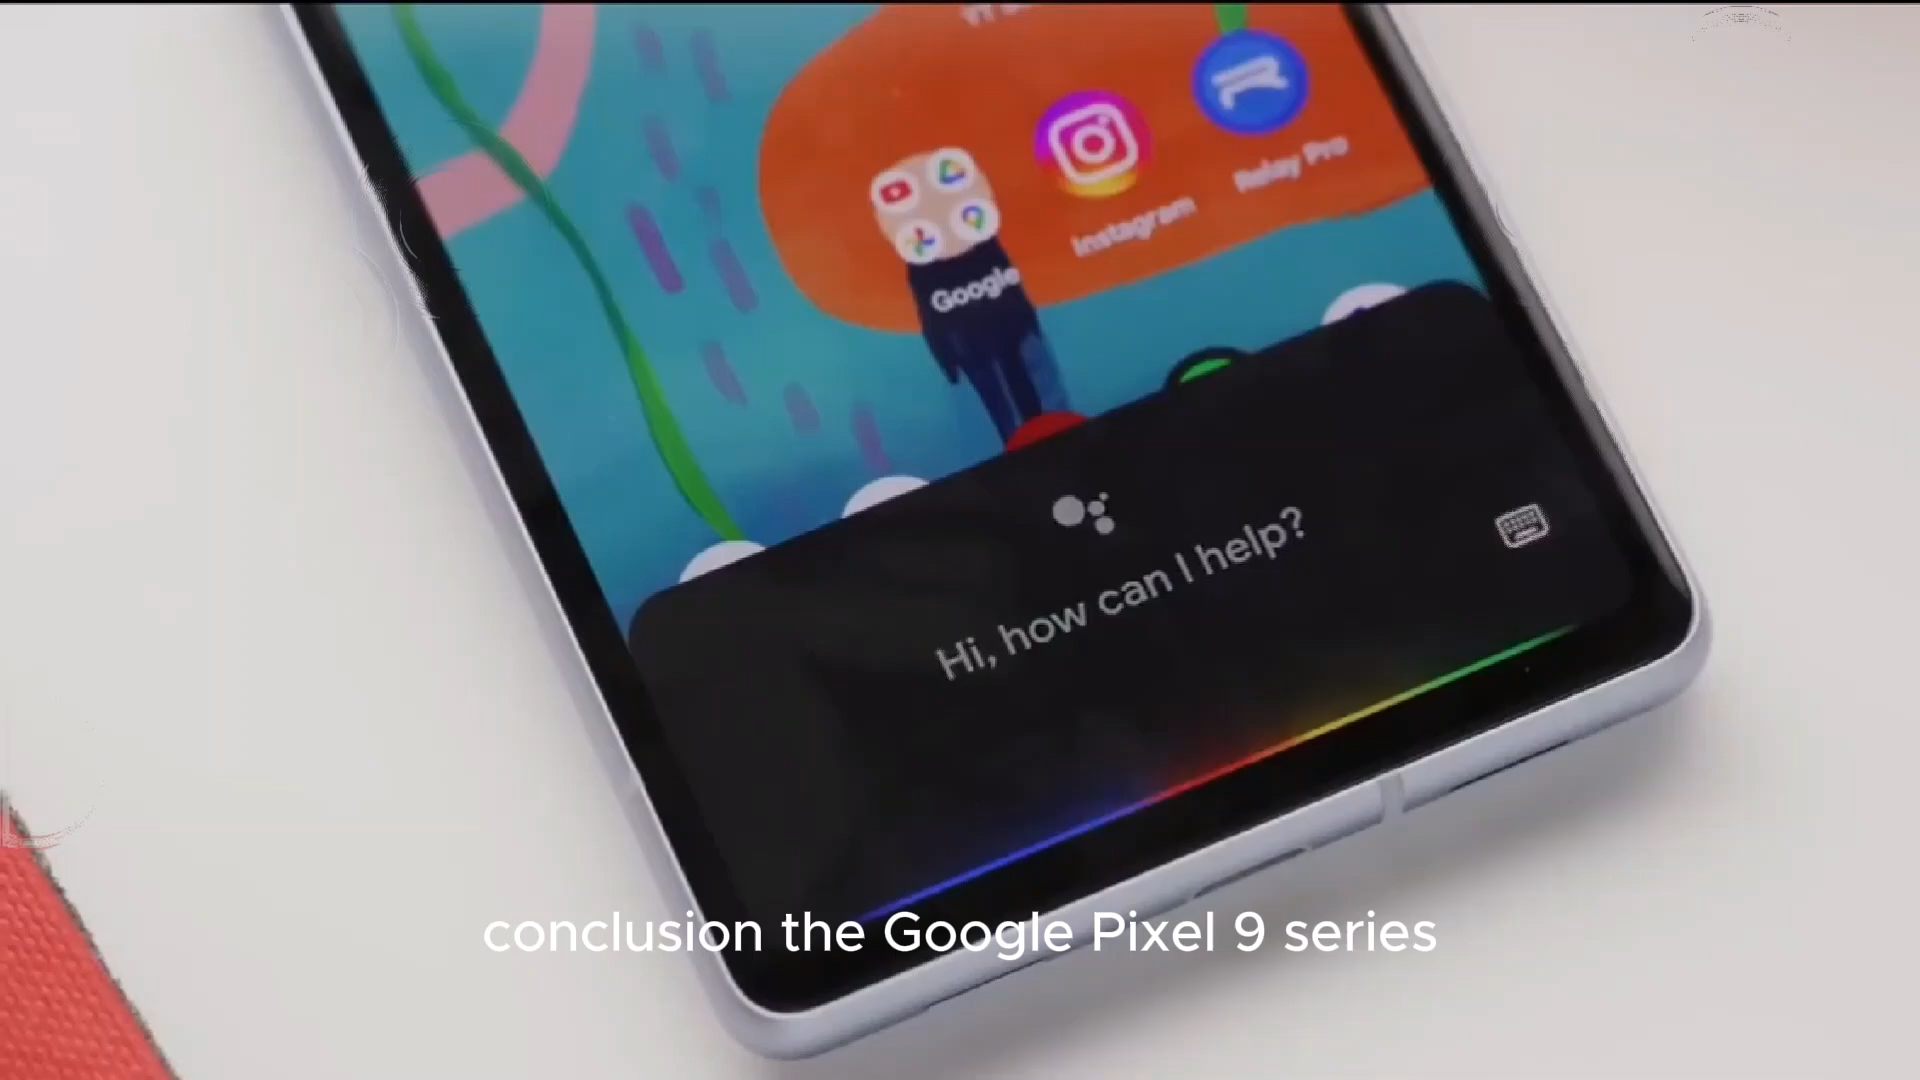 Instagram
Relay Pro
Google
Hi, how can I help?
conclusion the Google Pixel 9 series